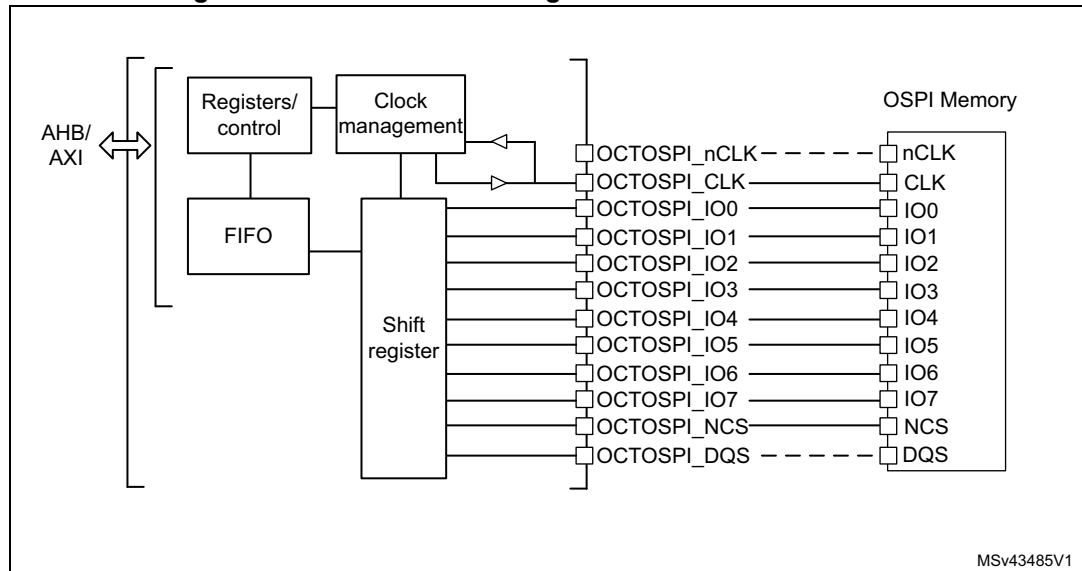 Registers/
control
Clock
management
OSPI Memory
AHB/
AXI
OCTOSPI_nCLK
nCLK
OCTOSPI_CLK
CLK
OCTOSPI_IO0
IO0
FIFO
OCTOSPI_IO1
IO1
OCTOSPI_IO2
IO2
OCTOSPI_IO3
IO3
Shift
register
OCTOSPI_IO4
IO4
OCTOSPI_IO5
IO5
OCTOSPI_IO6
IO6
OCTOSPI_IO7
IO7
OCTOSPI_NCS
NCS
OCTOSPI_DQS
DQS
MSv43485V1